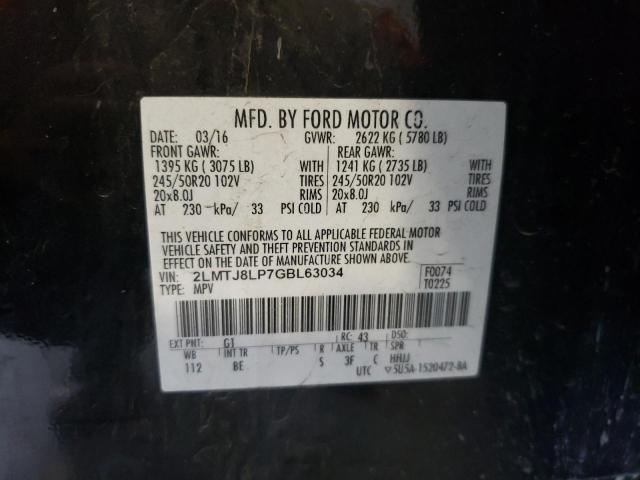 MFD. BY FORD MOTOR CO.
DATE: 03/16 GVWR: 2622 KG ( 5780 LB)
FRONT GAWR: REAR GAWR:
1395 KG ( 3075 LB) WITH 1241 KG ( 2735 LB) WITH
245/50R20 102V TIRES 245/50R20 102V TIRES
20x8.0J RIMS 20x8.0J RIMS
AT 230 kPa/ 33 PSI COLD AT 230 kPa/ 33 PSI COLD
THIS VEHICLE CONFORMS TO ALL APPLICABLE FEDERAL MOTOR
VEHICLE SAFETY AND THEFT PREVENTION STANDARDS IN
EFFECT ON THE DATE OF MANUFACTURE SHOWN ABOVE.
VIN: 2LMTJ8LP7GBL63034 F0074
TYPE: MPV T0225
EXT PNT: G1 RC: 43 DSO:
WB INT TR TP/PS R AXLE TR SPR
112 BE S 3F C HHJJ
UTC ▽5U5A-1520472-BA